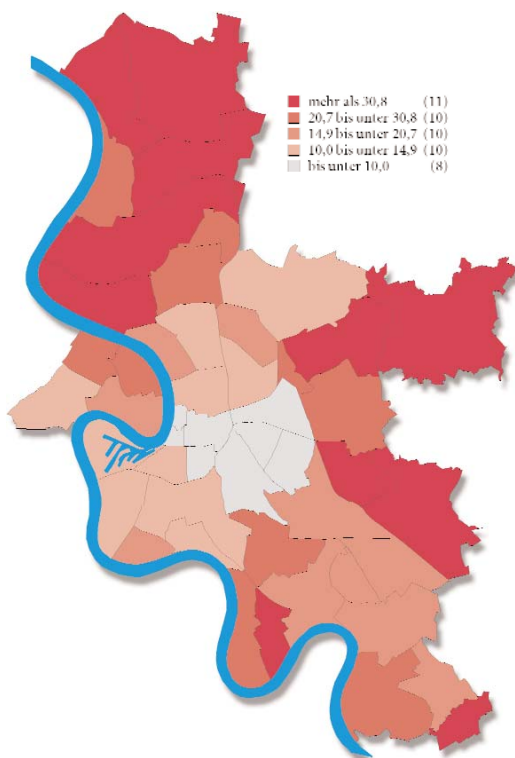 mehr als 30,8 (11)
20,7 bis unter 30,8 (10)
14,9 bis unter 20,7 (10)
10,0 bis unter 14,9 (10)
bis unter 10,0 (8)